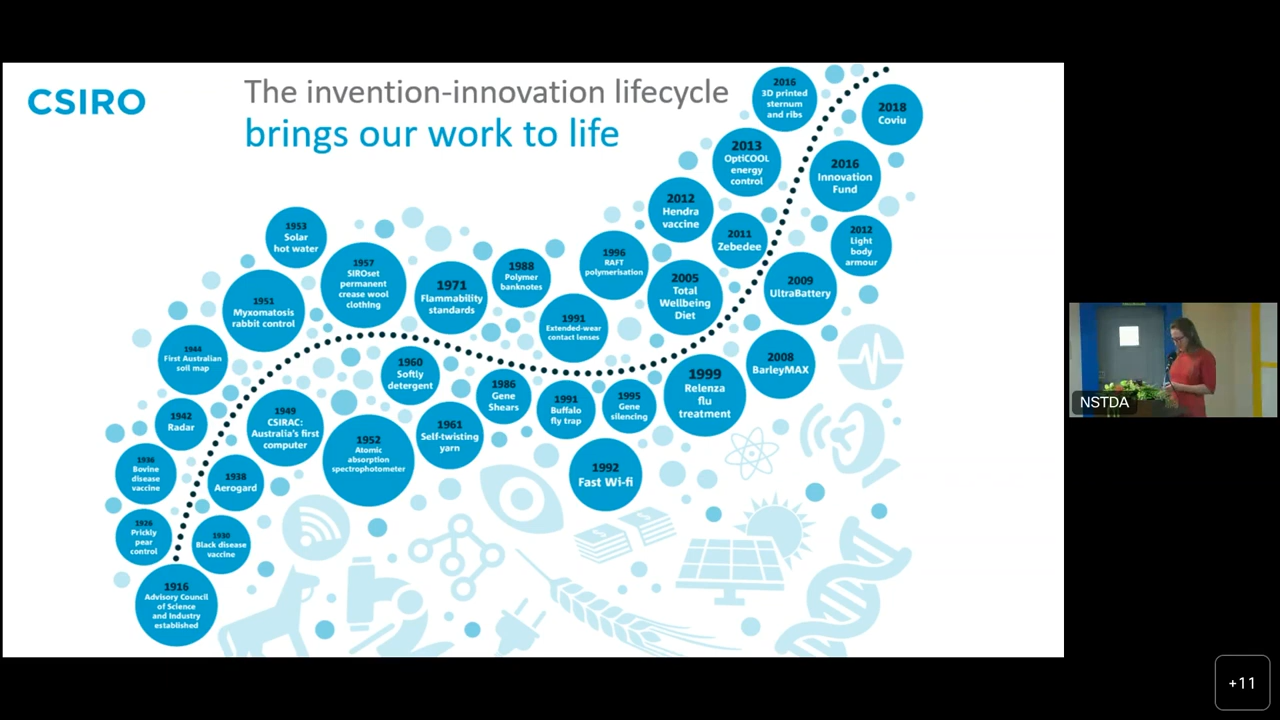 CSIRO
The invention-innovation lifecycle
brings our work to life
2016
3D printed
sternum
and ribs
2018
Coviu
2013
OptiCOOL
energy
control
2016
Innovation
Fund
2012
Hendra
vaccine
2011
Zebedee
2012
Light
body
armour
1953
Solar
hot water
1957
SIROset
permanent
crease wool
clothing
1971
Flammability
standards
1988
Polymer
banknotes
1996
RAFT
polymerisation
2005
Total
Wellbeing
Diet
2009
UltraBattery
1951
Myxomatosis
rabbit control
1991
Extended-wear
contact lenses
1944
First Australian
soil map
1960
Softly
detergent
1986
Gene
Shears
1991
Buffalo
fly trap
1995
Gene
silencing
1999
Relenza
flu
treatment
2008
BarleyMAX
1942
Radar
1949
CSIRAC:
Australia's first
computer
1952
Atomic
absorption
spectrophotometer
1961
Self-twisting
yarn
1992
Fast Wi-fi
1936
Bovine
disease
vaccine
1938
Aerogard
1926
Prickly
pear
control
1930
Black disease
vaccine
1916
Advisory Council
of Science
and Industry
established
NSTDA
+11